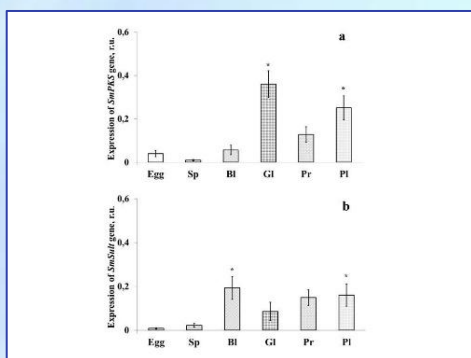 a
Expression of SmPKS gene, r.u.
0,6
0,4
0,2
0
*
*
Egg Sp Bl Gl Pr Pl
b
Expression of SmSult gene, r.u.
0,6
0,4
0,2
0
*
*
Egg Sp Bl Gl Pr Pl